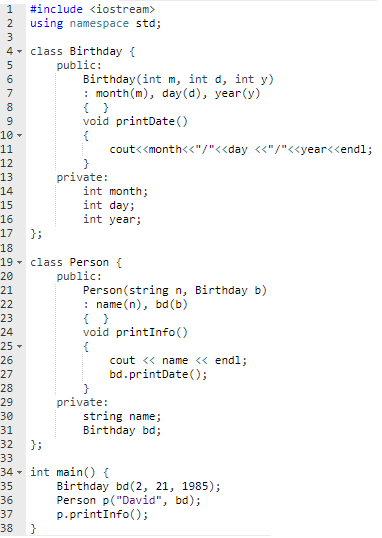 1 #include <iostream>
2 using namespace std;
3
4 class Birthday {
5 public:
6 Birthday(int m, int d, int y)
7 : month(m), day(d), year(y)
8 { }
9 void printDate()
10 {
11 cout<<month<<"/"<<day <<"/"<<year<<endl;
12 }
13 private:
14 int month;
15 int day;
16 int year;
17 };
18
19 class Person {
20 public:
21 Person(string n, Birthday b)
22 : name(n), bd(b)
23 { }
24 void printInfo()
25 {
26 cout << name << endl;
27 bd.printDate();
28 }
29 private:
30 string name;
31 Birthday bd;
32 };
33
34 int main() {
35 Birthday bd(2, 21, 1985);
36 Person p("David", bd);
37 p.printInfo();
38 }